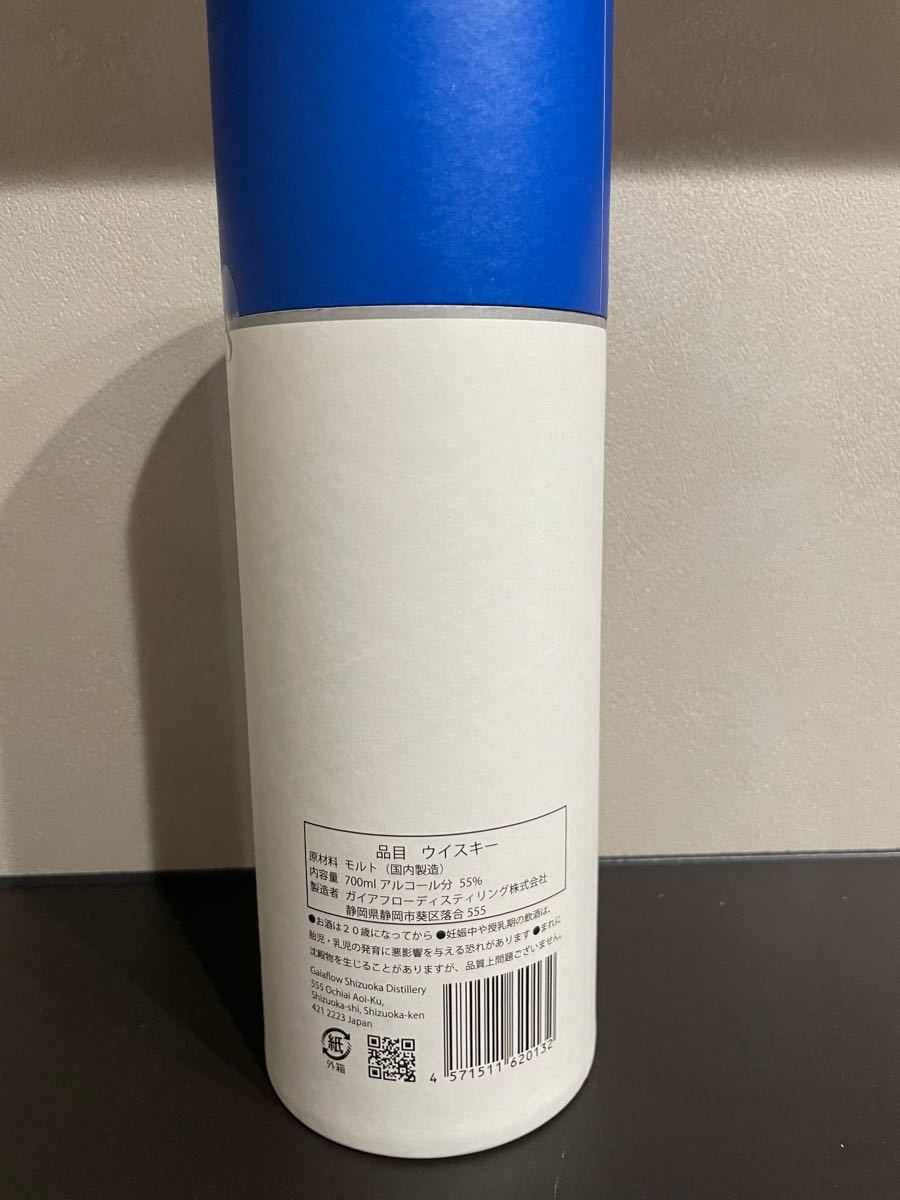 品目 ウイスキー
原材料 モルト（国内製造）
内容量 700ml アルコール分 55%
製造者 ガイアフローディスティリング株式会社
静岡県静岡市葵区落合 555
●お酒は２０歳になってから ●妊娠中や授乳期の飲酒は、
胎児・乳児の発育に悪影響を与える恐れがあります ●まれに
沈殿物を生じることがありますが、品質上問題ございません。
Gaiaflow Shizuoka Distillery
555 Ochiai Aoi-Ku,
Shizuoka-shi, Shizuoka-ken
421 2223 Japan
紙
外箱
4 571511 620132